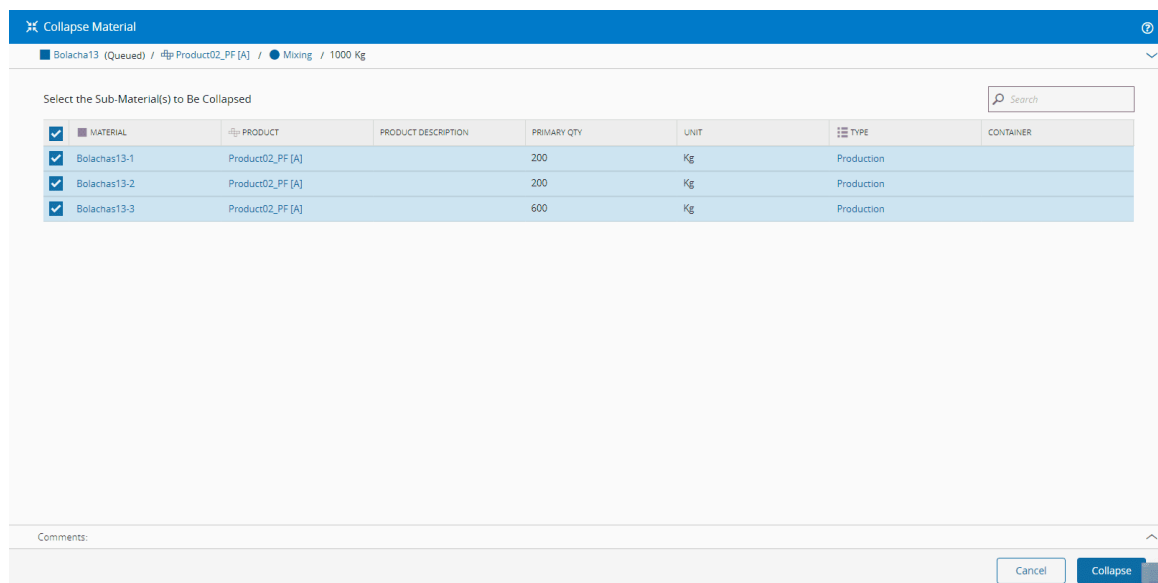 Collapse Material
Bolacha13 (Queued) / Product02_PF [A] / Mixing / 1000 Kg
Select the Sub-Material(s) to Be Collapsed
Search
MATERIAL PRODUCT PRODUCT DESCRIPTION PRIMARY QTY UNIT TYPE CONTAINER
Bolachas13-1 Product02_PF [A] 200 Kg Production
Bolachas13-2 Product02_PF [A] 200 Kg Production
Bolachas13-3 Product02_PF [A] 600 Kg Production
Comments:
Cancel Collapse